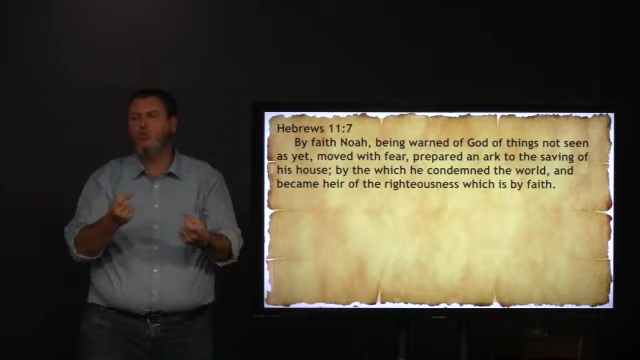 Hebrews 11:7
By faith Noah, being warned of God of things not seen
as yet, moved with fear, prepared an ark to the saving of
his house; by the which he condemned the world, and
became heir of the righteousness which is by faith.